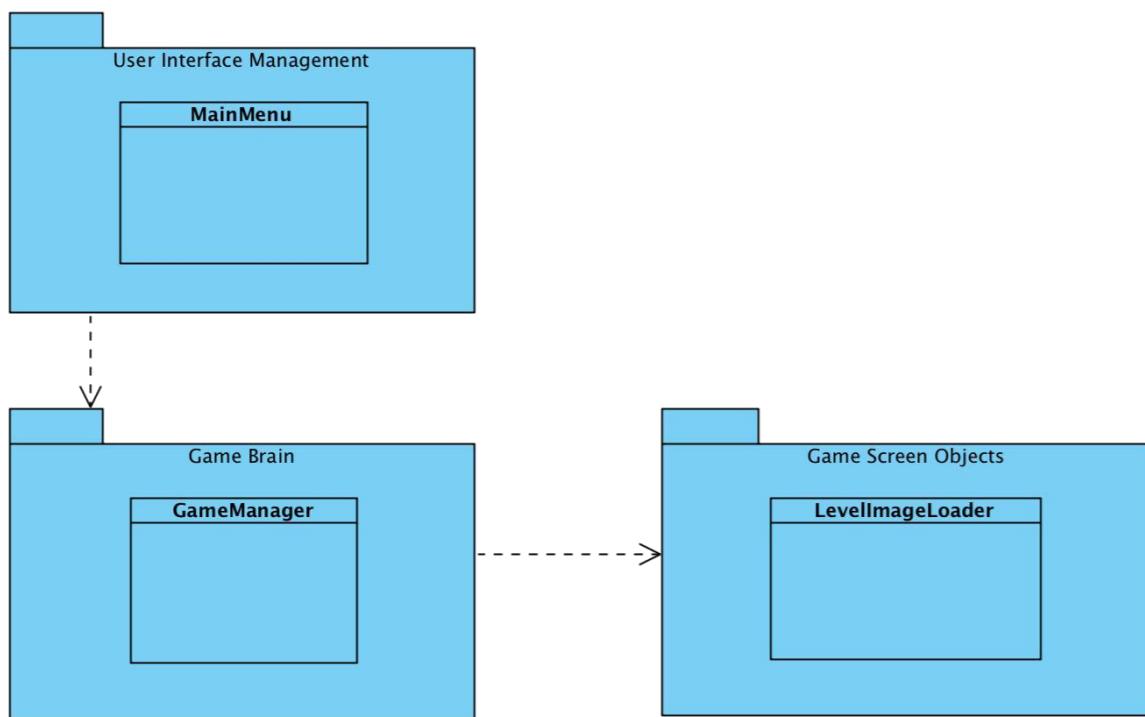 User Interface Management
MainMenu
Game Brain
GameManager
Game Screen Objects
LevelImageLoader